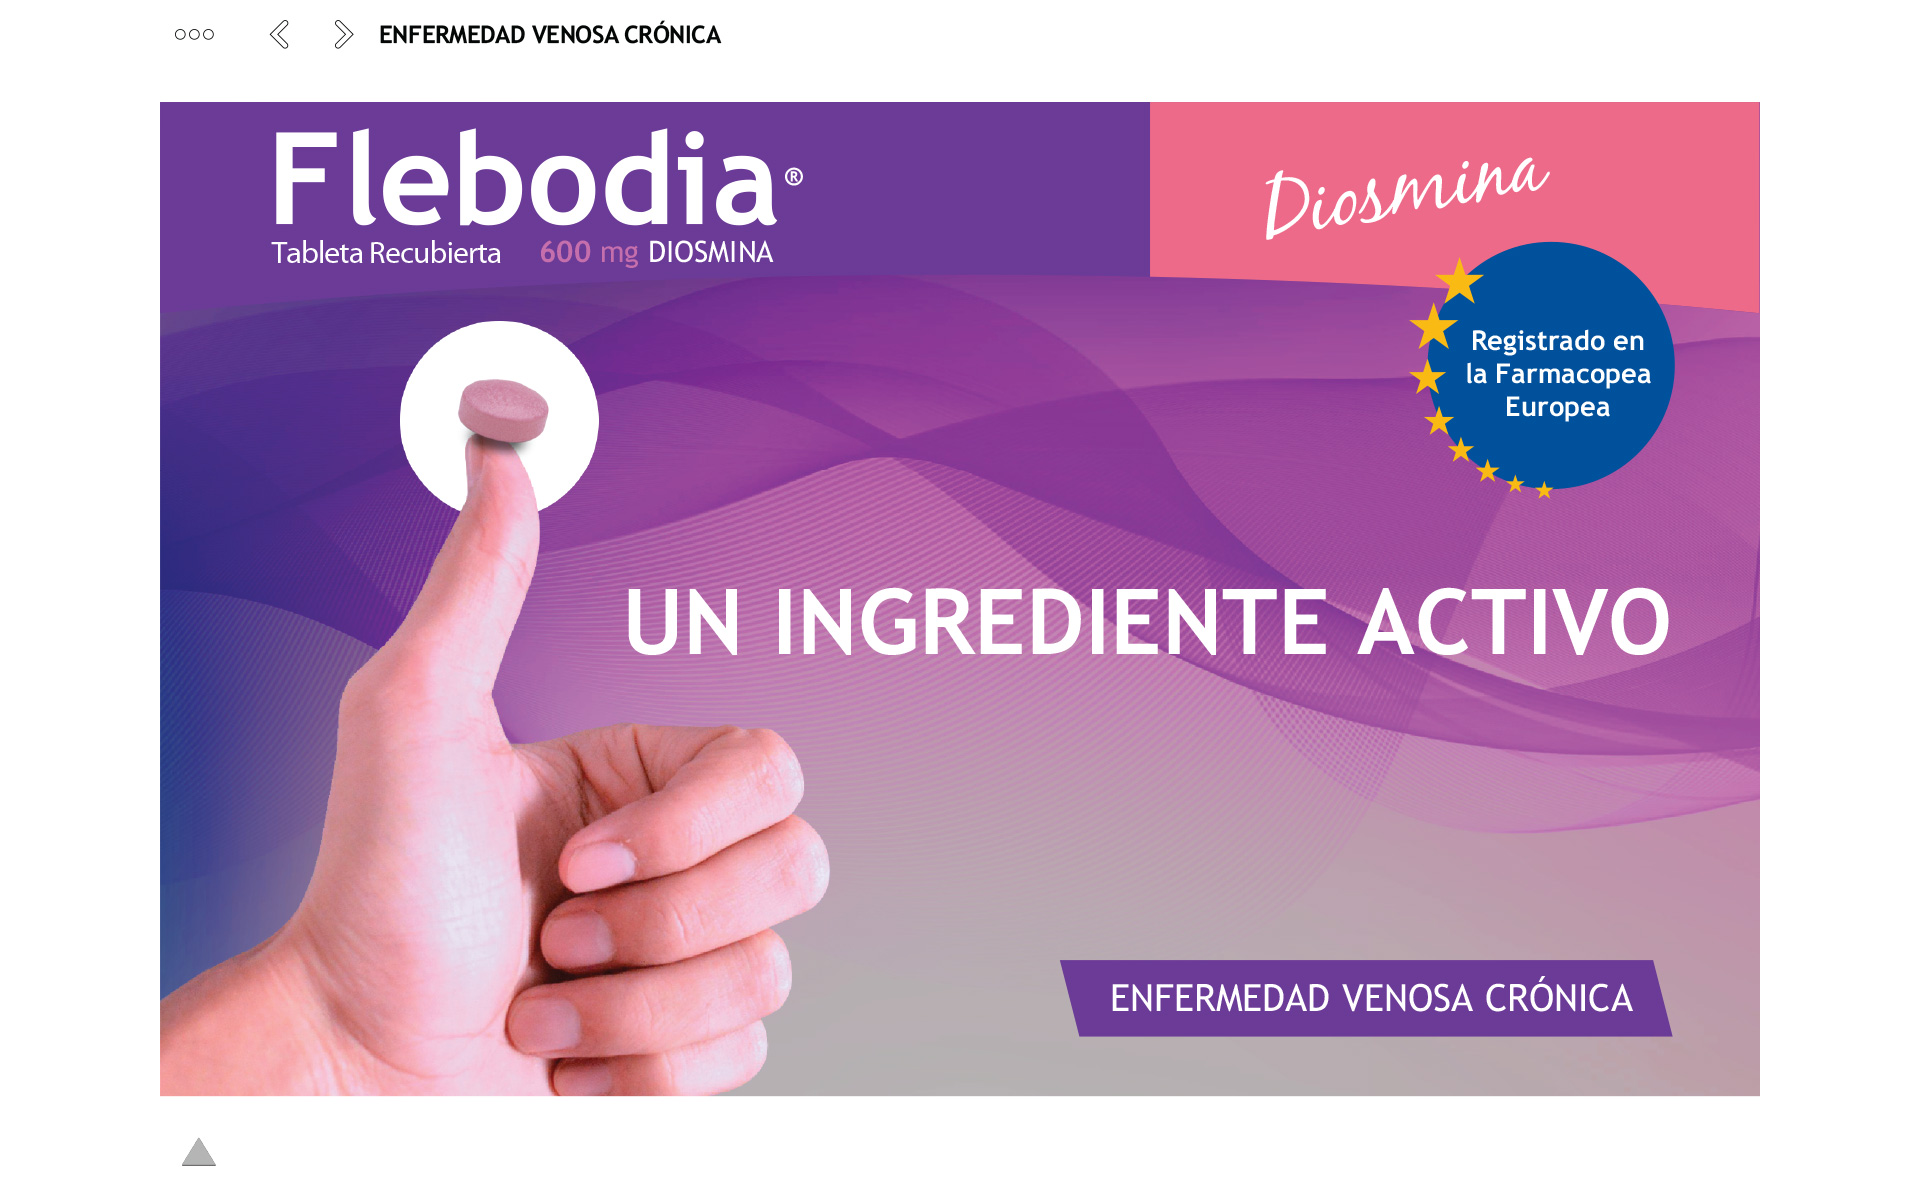 ENFERMEDAD VENOSA CRÓNICA
Flebodia®
Tableta Recubierta 600 mg DIOSMINA
Diosmina
Registrado en
la Farmacopea
Europea
UN INGREDIENTE ACTIVO
ENFERMEDAD VENOSA CRÓNICA